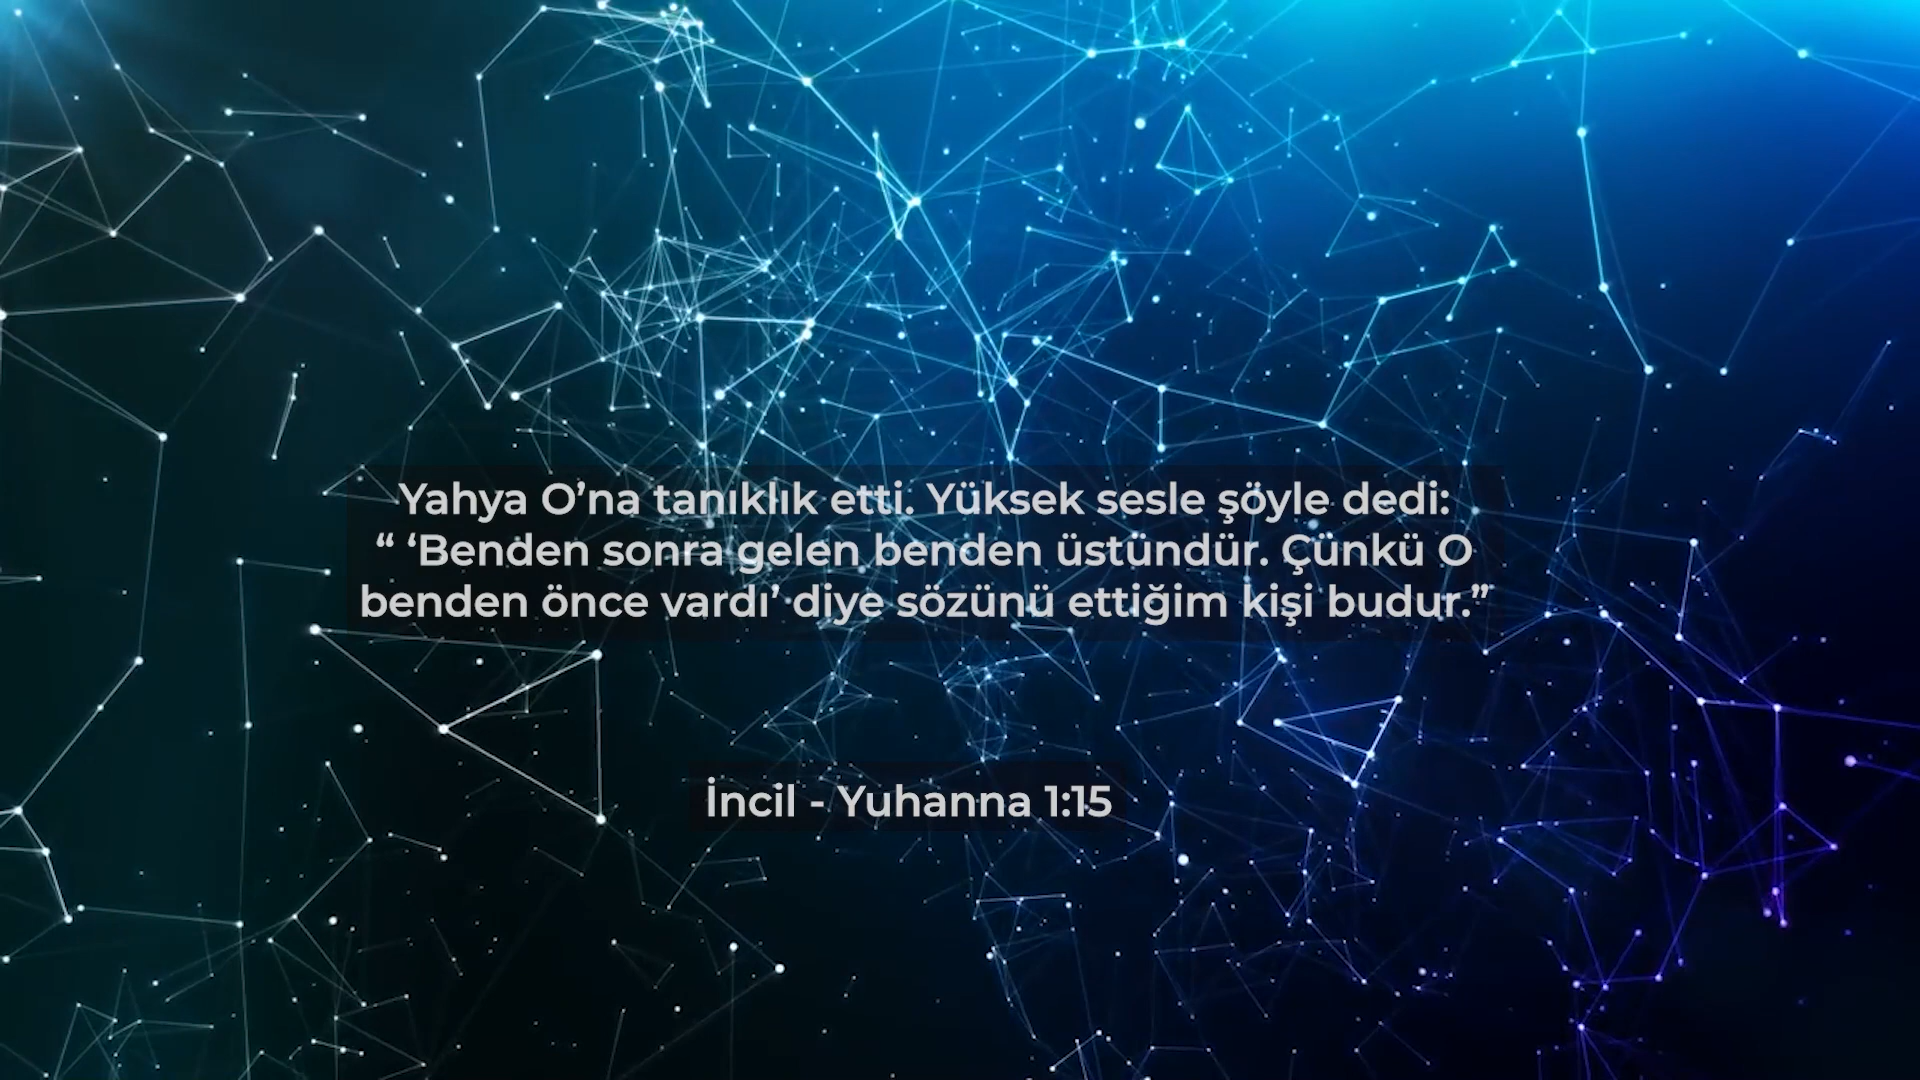 Yahya O’na tanıklık etti. Yüksek sesle şöyle dedi:
“ ‘Benden sonra gelen benden üstündür. Çünkü O
benden önce vardı’ diye sözünü ettiğim kişi budur.”
İncil - Yuhanna 1:15